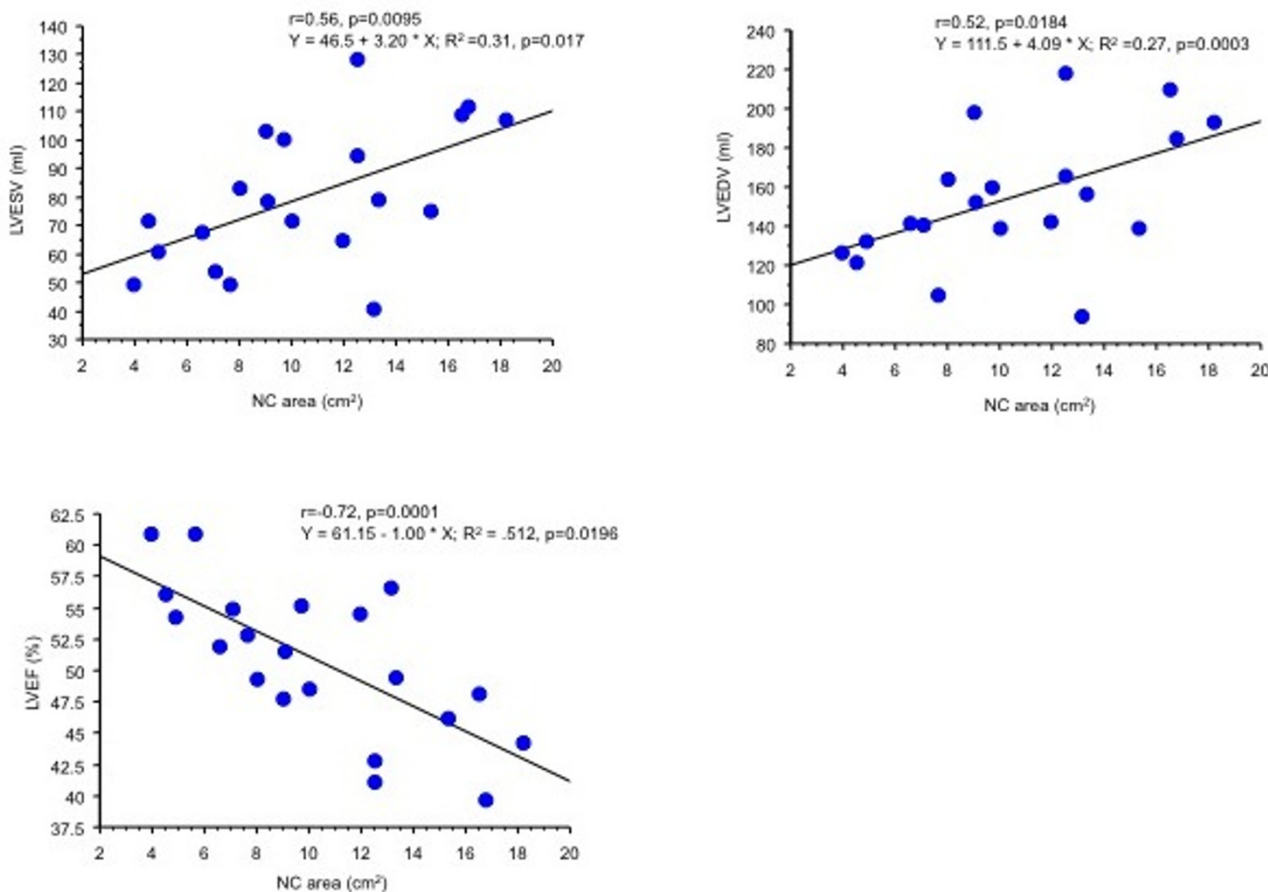 r=0.56, p=0.0095
Y = 46.5 + 3.20 * X; R² =0.31, p=0.017
140
130
120
110
100
90
80
70
60
50
40
30
LVESV (ml)
2 4 6 8 10 12 14 16 18 20
NC area (cm²)
r=0.52, p=0.0184
Y = 111.5 + 4.09 * X; R² =0.27, p=0.0003
240
220
200
180
160
140
120
100
80
LVEDV (ml)
2 4 6 8 10 12 14 16 18 20
NC area (cm²)
r=-0.72, p=0.0001
Y = 61.15 - 1.00 * X; R² = .512, p=0.0196
62.5
60
57.5
55
52.5
50
47.5
45
42.5
40
37.5
LVEF (%)
2 4 6 8 10 12 14 16 18 20
NC area (cm²)